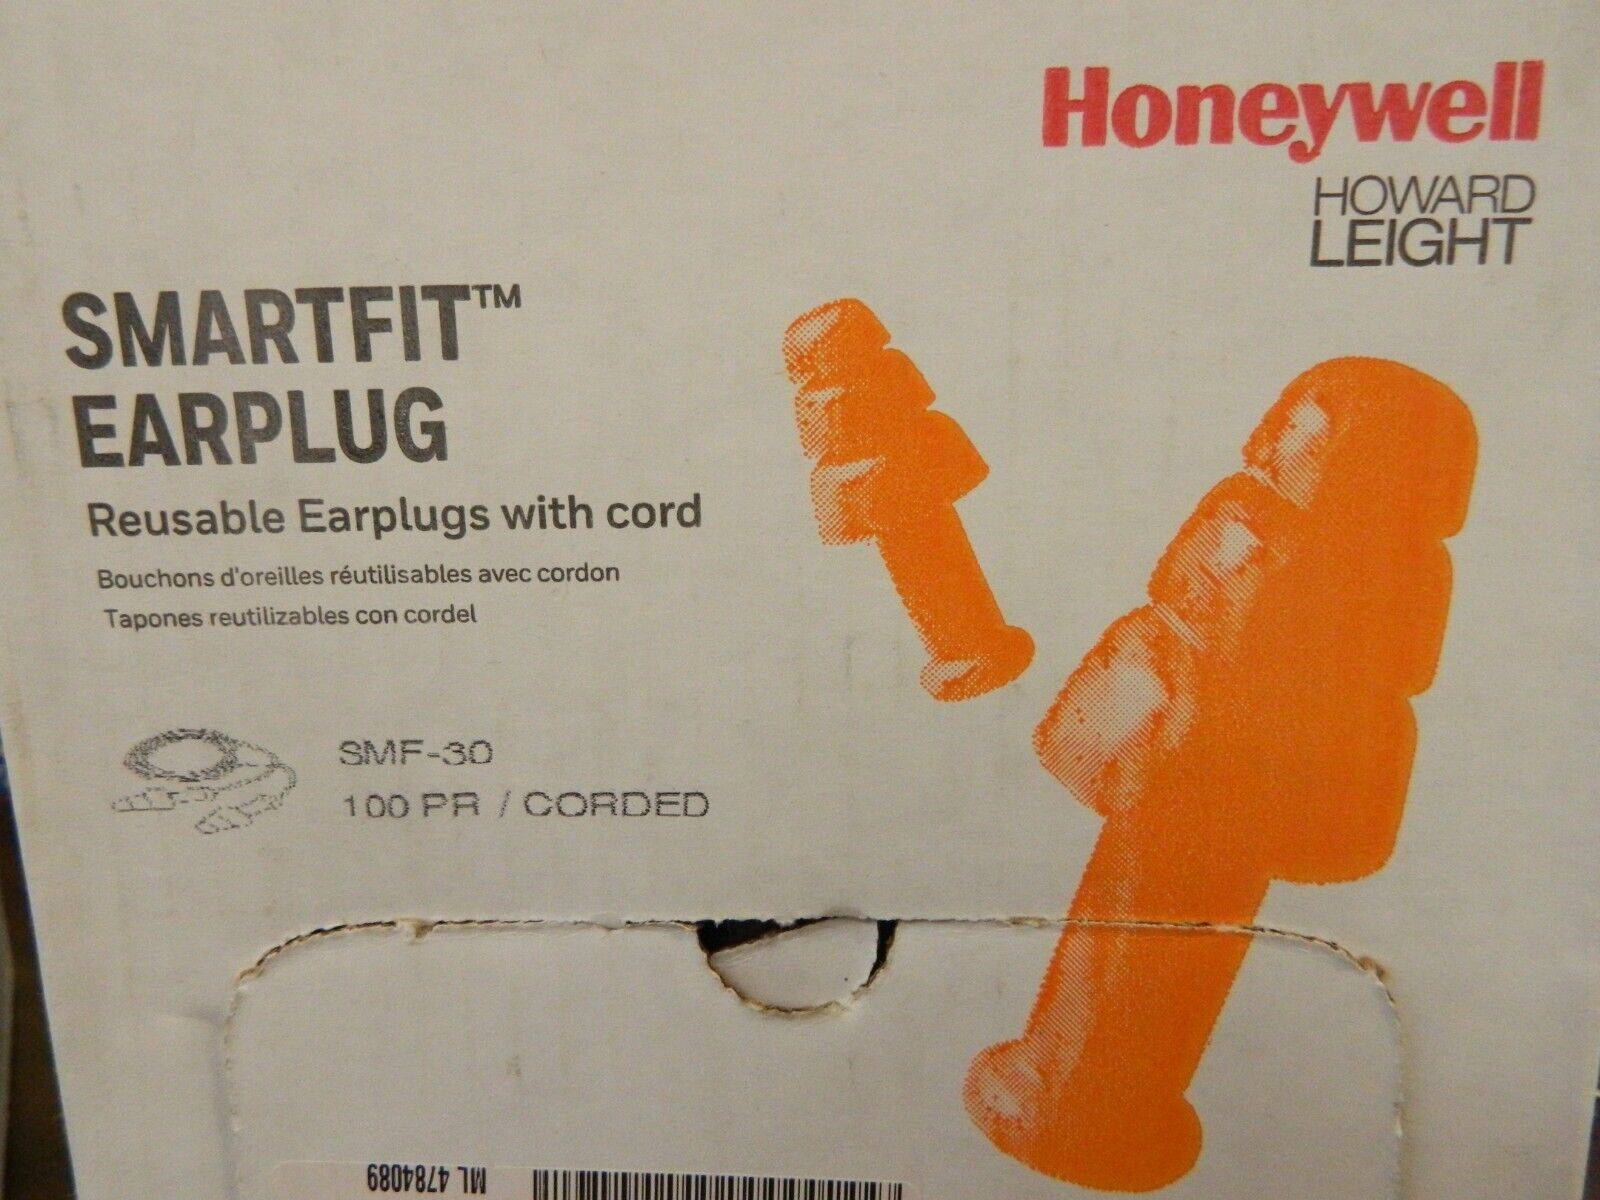 Honeywell
HOWARD
LEIGHT
SMARTFIT™
EARPLUG
Reusable Earplugs with cord
Bouchons d'oreilles réutilisables avec cordon
Tapones reutilizables con cordel
SMF-30
100 PR / CORDED
ML 4784089